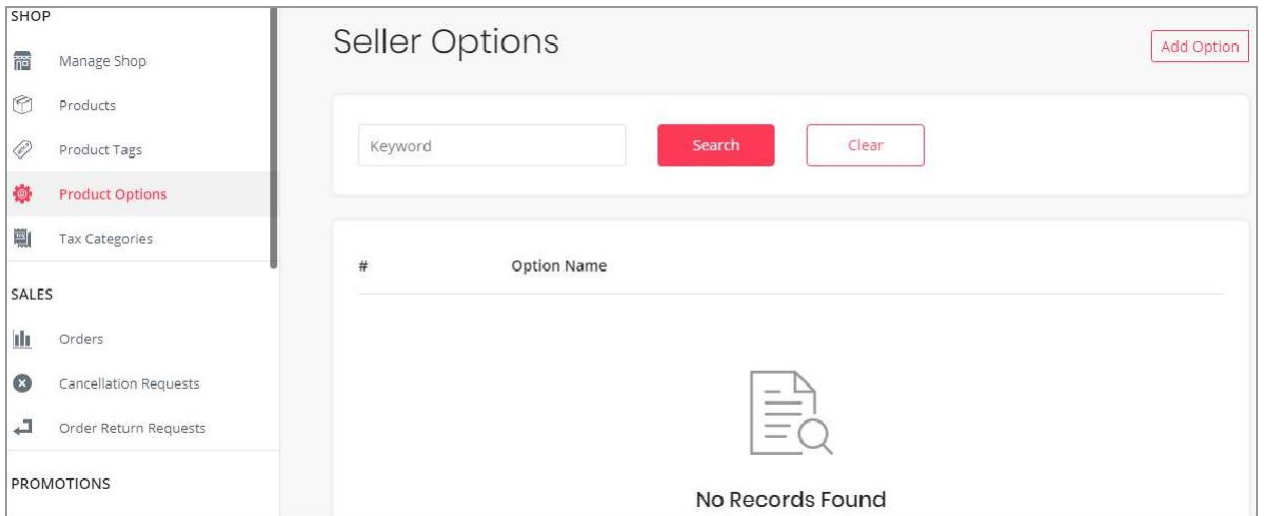 SHOP
Manage Shop
Products
Product Tags
Product Options
Tax Categories
SALES
Orders
Cancellation Requests
Order Return Requests
PROMOTIONS
Seller Options
Add Option
Keyword
Search
Clear
# Option Name
No Records Found